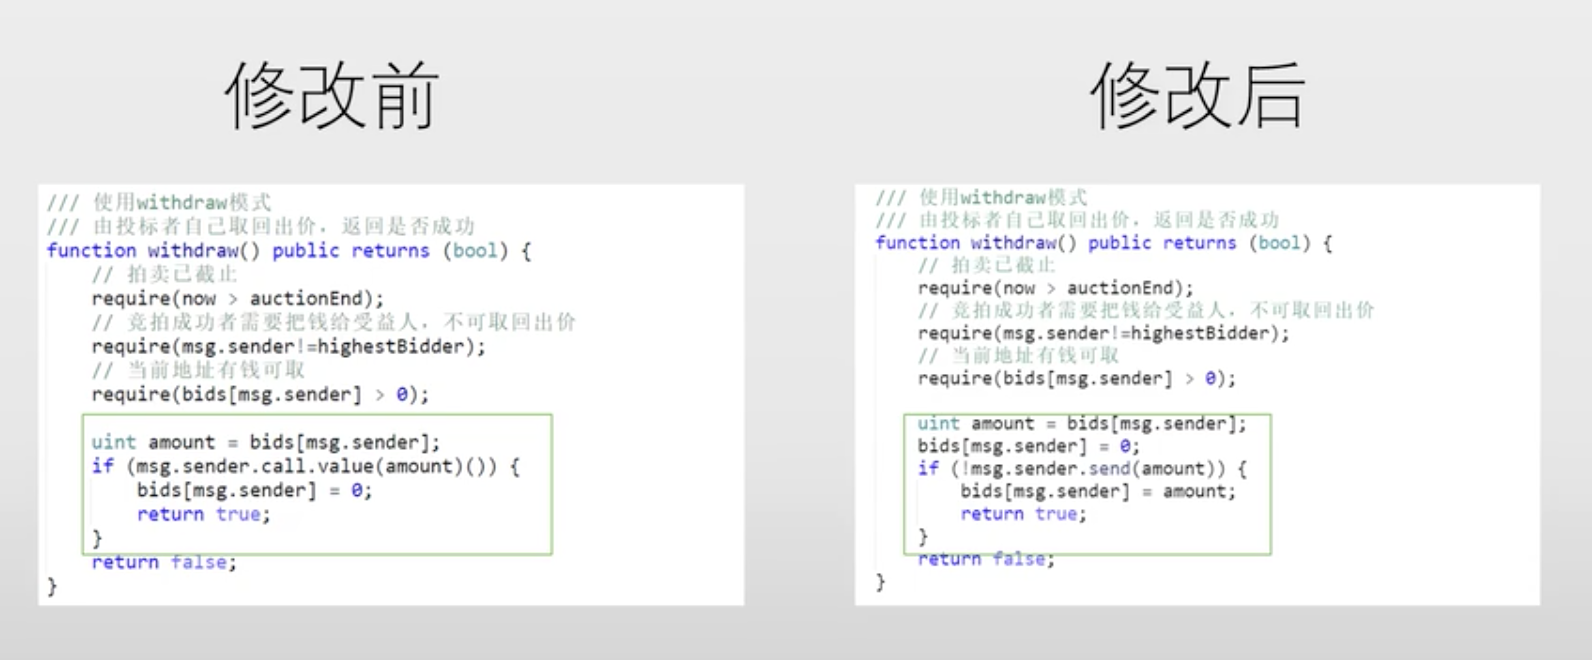 修改前
/// 使用withdraw模式
/// 由投标者自己取回出价，返回是否成功
function withdraw() public returns (bool) {
    // 拍卖已截止
    require(now > auctionEnd);
    // 竞拍成功者需要把钱给受益人，不可取回出价
    require(msg.sender!=highestBidder);
    // 当前地址有钱可取
    require(bids[msg.sender] > 0);
    uint amount = bids[msg.sender];
    if (msg.sender.call.value(amount)()) {
        bids[msg.sender] = 0;
        return true;
    }
    return false;
}
修改后
/// 使用withdraw模式
/// 由投标者自己取回出价，返回是否成功
function withdraw() public returns (bool) {
    // 拍卖已截止
    require(now > auctionEnd);
    // 竞拍成功者需要把钱给受益人，不可取回出价
    require(msg.sender!=highestBidder);
    // 当前地址有钱可取
    require(bids[msg.sender] > 0);
    uint amount = bids[msg.sender];
    bids[msg.sender] = 0;
    if (!msg.sender.send(amount)) {
        bids[msg.sender] = amount;
        return true;
    }
    return false;
}